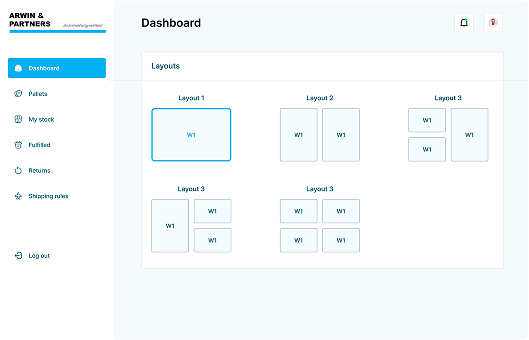 ARWIN &
PARTNERS
Dashboard
Dashboard
Pallets
My stock
Fulfilled
Returns
Shipping rules
Log out
Layouts
Layout 1
Layout 2
Layout 3
W1
W1
W1
W1
W1
W1
Layout 3
Layout 3
W1
W1
W1
W1
W1
W1
W1